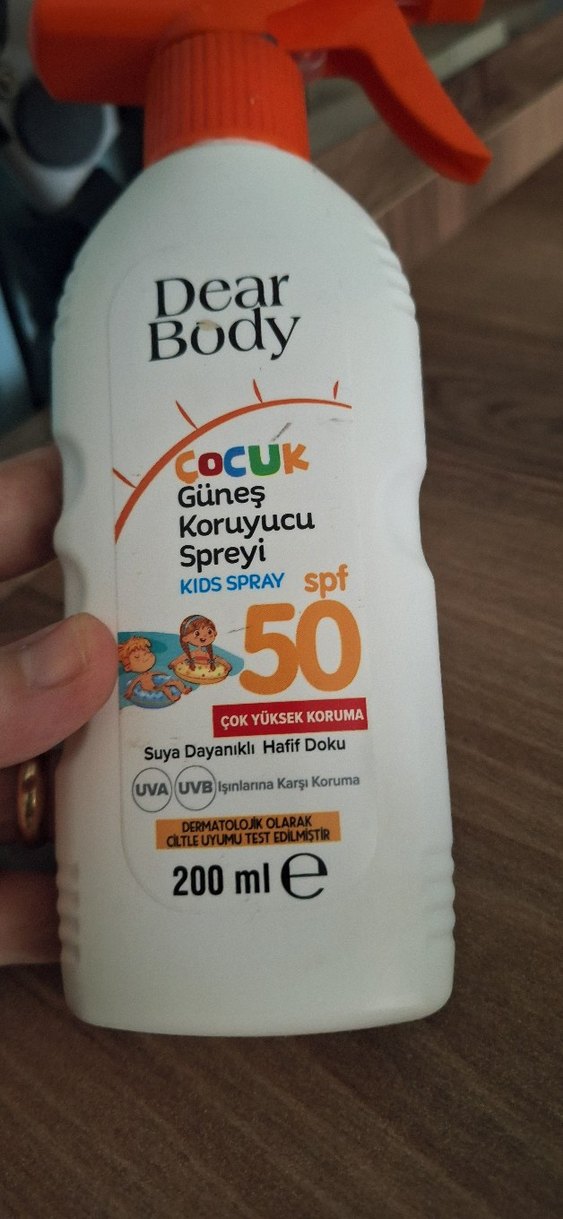 Dear
Body
ÇOCUK
Güneş
Koruyucu
Spreyi
KIDS SPRAY spf
50
ÇOK YÜKSEK KORUMA
Suya Dayanıklı Hafif Doku
UVA UVB Işınlarına Karşı Koruma
DERMATOLOJİK OLARAK
CİLTLE UYUMU TEST EDİLMİŞTİR
200 ml e